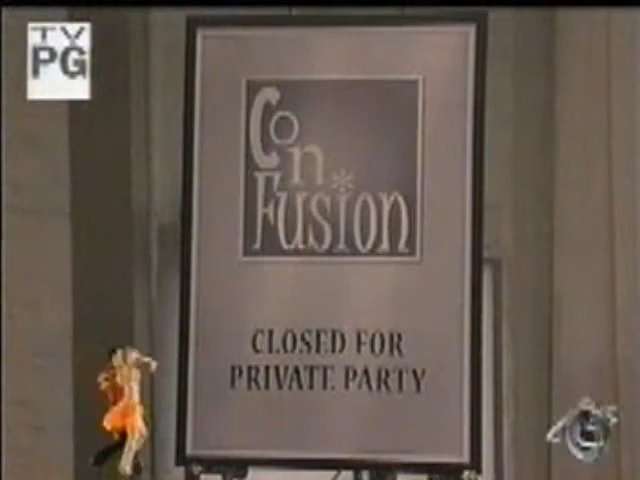 TV
PG
Con
Fusion
CLOSED FOR
PRIVATE PARTY